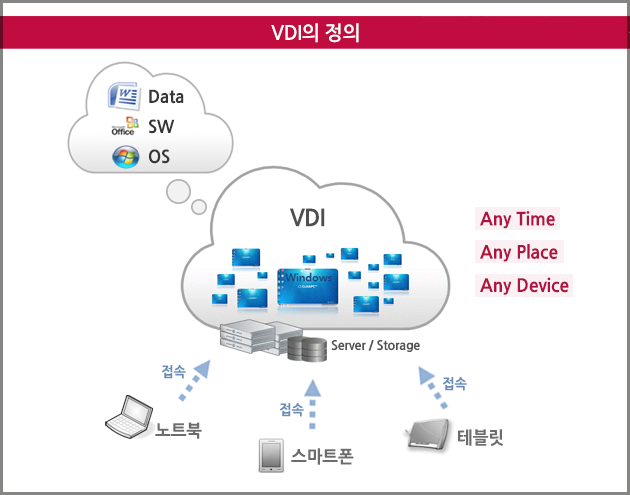 VDI의 정의
Data
Office
SW
OS
VDI
Windows
Any Time
Any Place
Any Device
Server / Storage
접속
접속
접속
노트북
스마트폰
테블릿